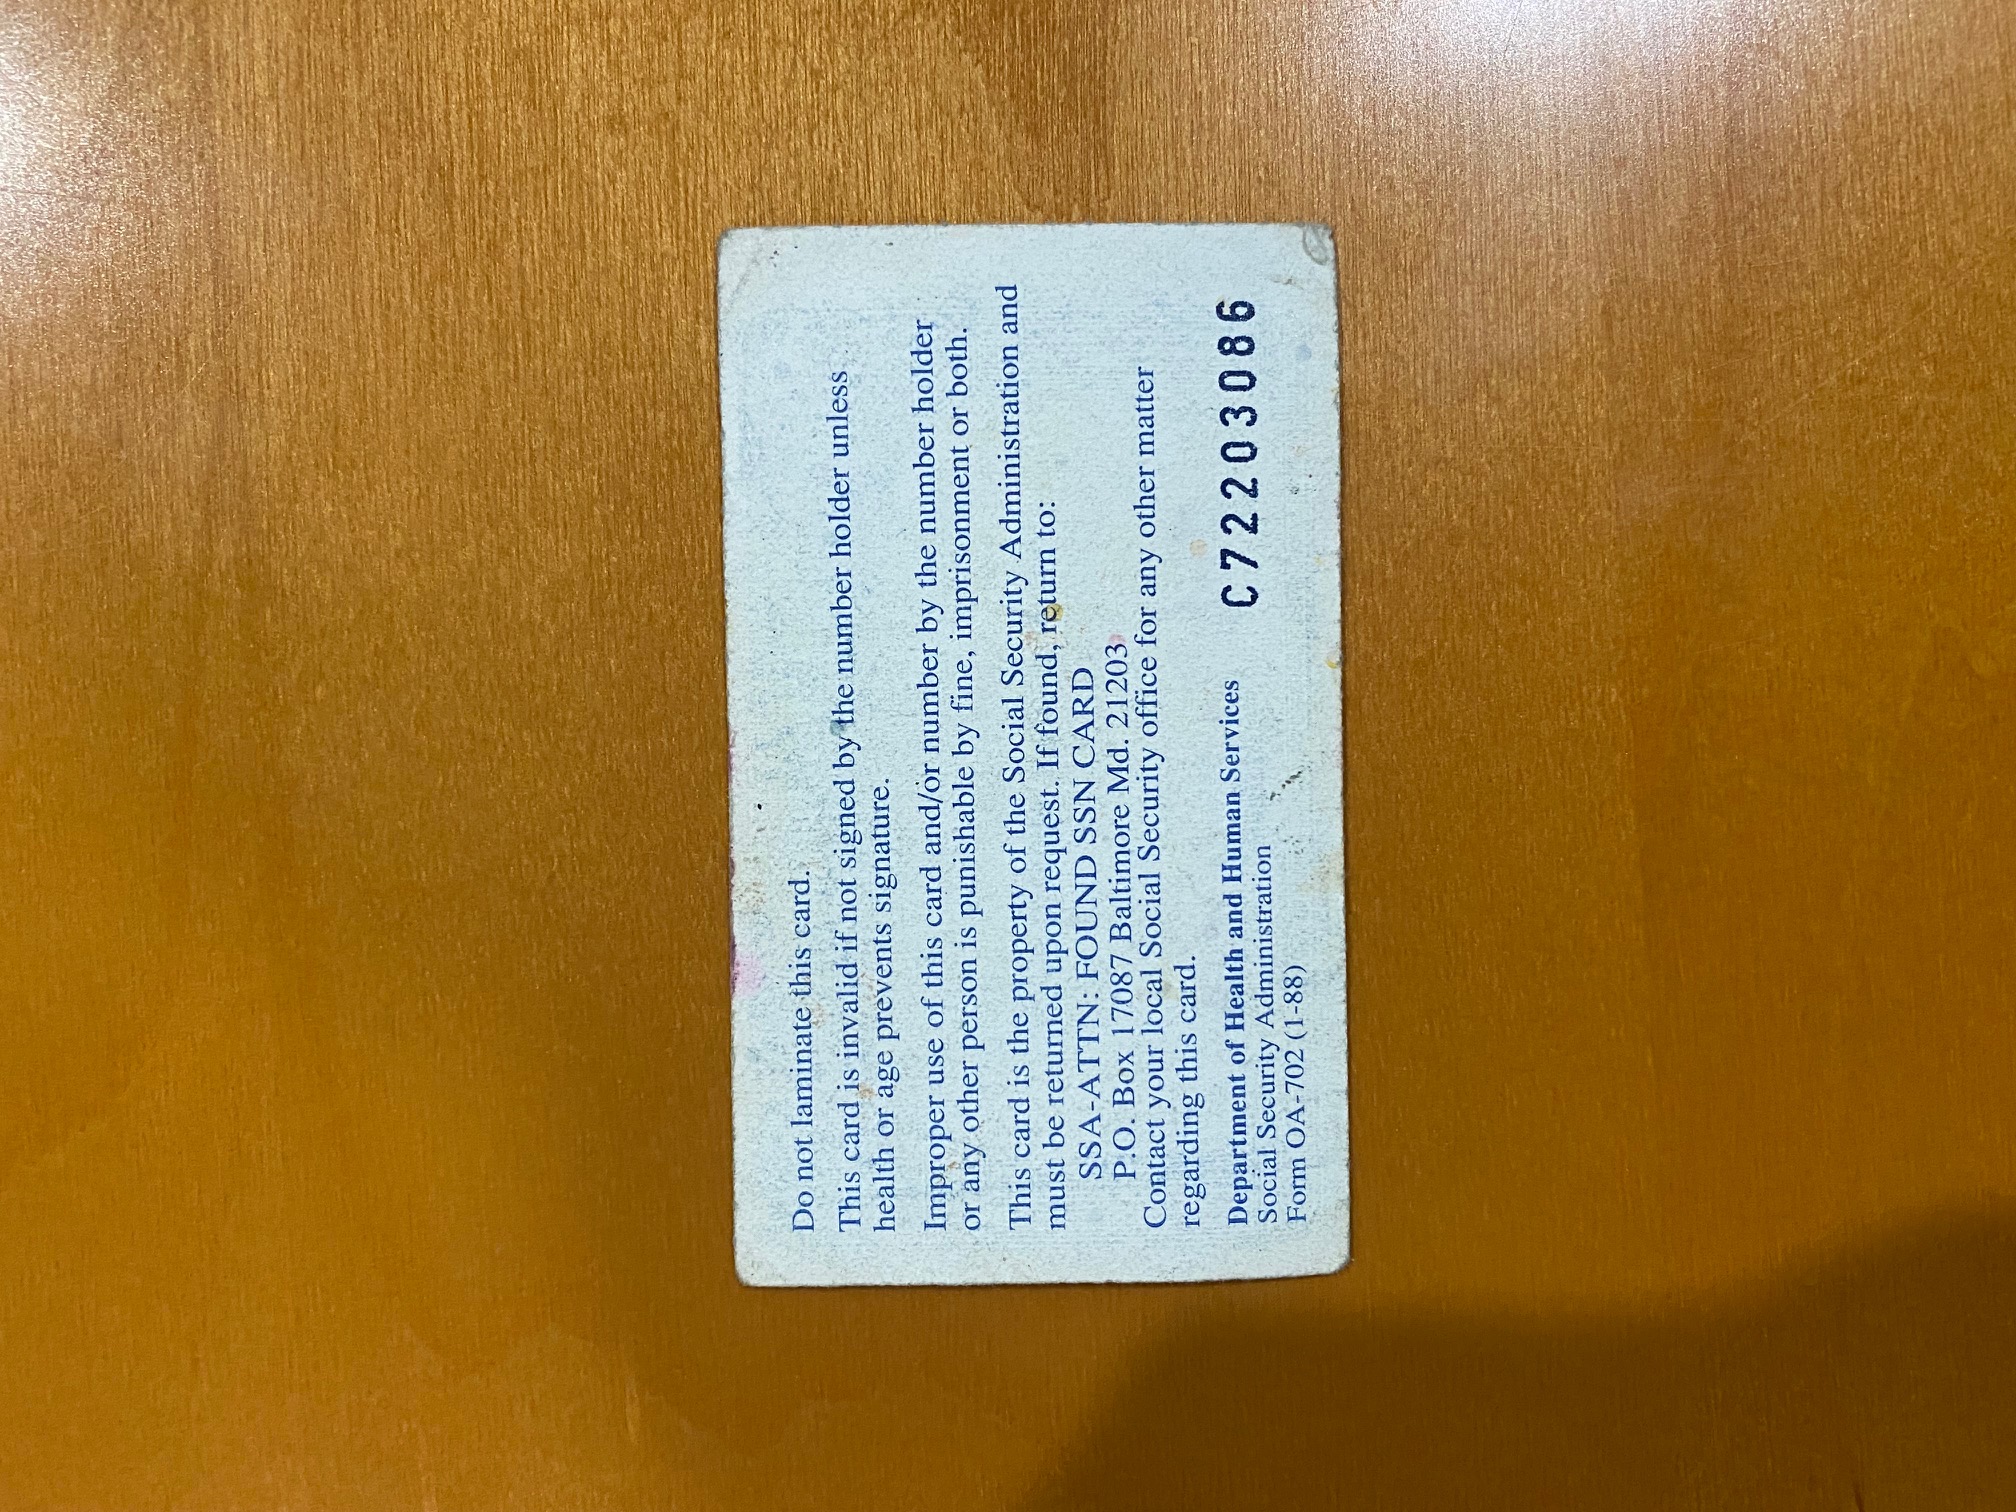 Do not laminate this card.
This card is invalid if not signed by the number holder unless
health or age prevents signature.
Improper use of this card and/or number by the number holder
or any other person is punishable by fine, imprisonment or both.
This card is the property of the Social Security Administration and
must be returned upon request. If found, return to:
SSA-ATTN: FOUND SSN CARD
P.O. Box 17087 Baltimore Md. 21203
Contact your local Social Security office for any other matter
regarding this card.
Department of Health and Human Services
Social Security Administration
Form OA-702 (1-88)
C72203086